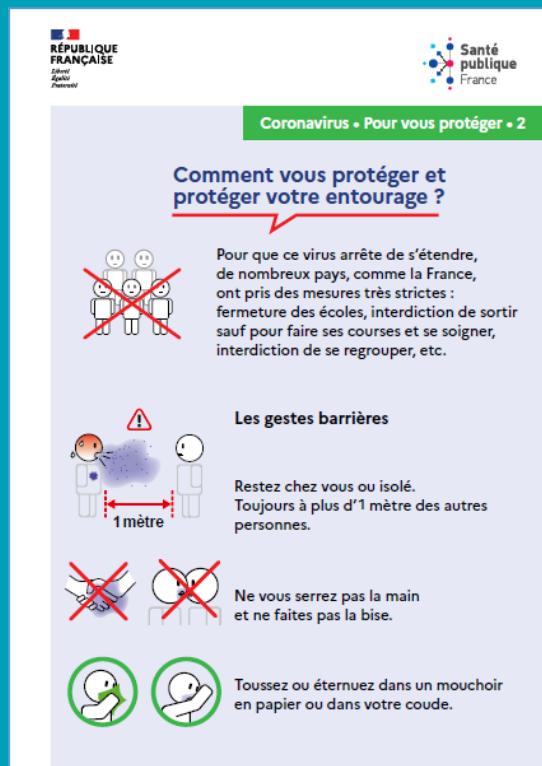 RÉPUBLIQUE
FRANÇAISE
Liberté
Égalité
Fraternité
Santé
publique
France
Coronavirus • Pour vous protéger • 2
Comment vous protéger et
protéger votre entourage ?
Pour que ce virus arrête de s’étendre,
de nombreux pays, comme la France,
ont pris des mesures très strictes :
fermeture des écoles, interdiction de sortir
sauf pour faire ses courses et se soigner,
interdiction de se regrouper, etc.
Les gestes barrières
1 mètre
Restez chez vous ou isolé.
Toujours à plus d’1 mètre des autres
personnes.
Ne vous serrez pas la main
et ne faites pas la bise.
Toussez ou éternuez dans un mouchoir
en papier ou dans votre coude.